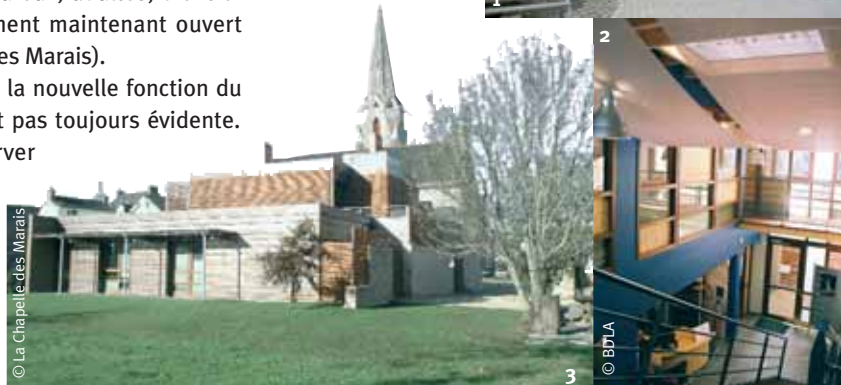 ment maintenant ouvert
es Marais).
la nouvelle fonction du
t pas toujours évidente.
rver
© La Chapelle des Marais
1
2
© BDLA
3